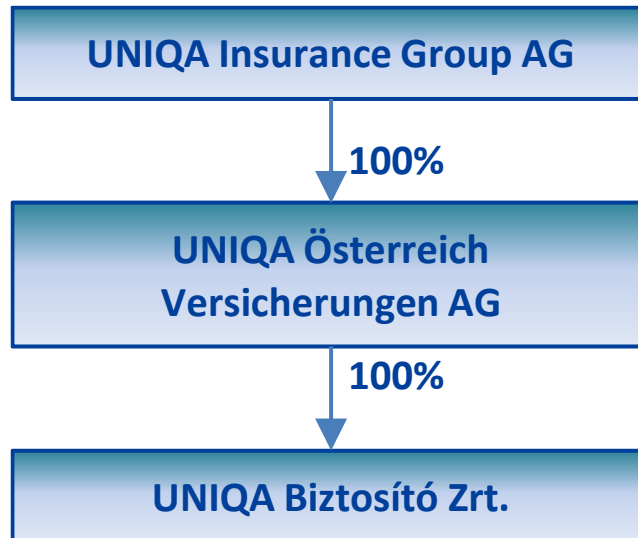 UNIQA Insurance Group AG
100%
UNIQA Österreich
Versicherungen AG
100%
UNIQA Biztosító Zrt.